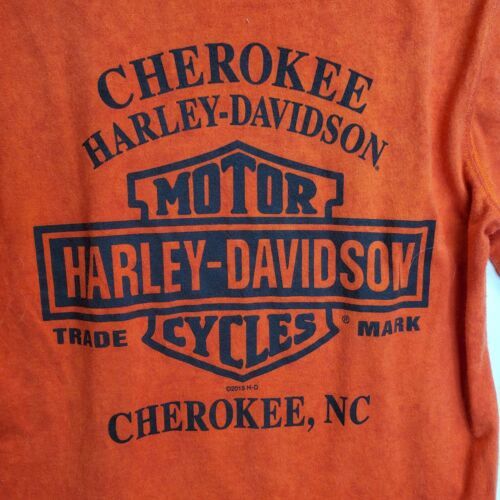 CHEROKEE
HARLEY-DAVIDSON®
MOTOR
HARLEY-DAVIDSON
CYCLES
TRADE ® MARK
©2015 H-D
CHEROKEE, NC